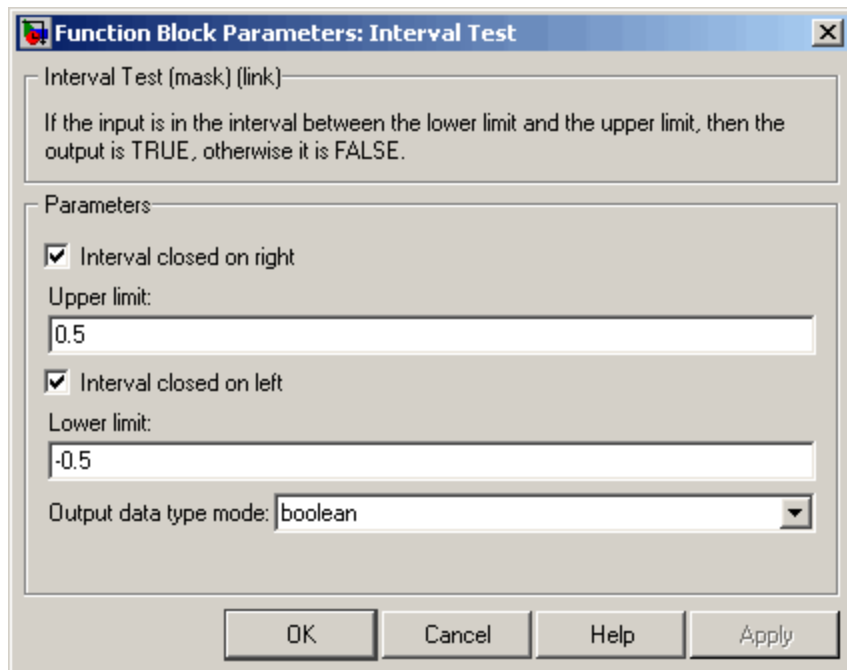 Function Block Parameters: Interval Test
Interval Test (mask) (link)
If the input is in the interval between the lower limit and the upper limit, then the
output is TRUE, otherwise it is FALSE.
Parameters
Interval closed on right
Upper limit:
0.5
Interval closed on left
Lower limit:
-0.5
Output data type mode: boolean
OK Cancel Help Apply